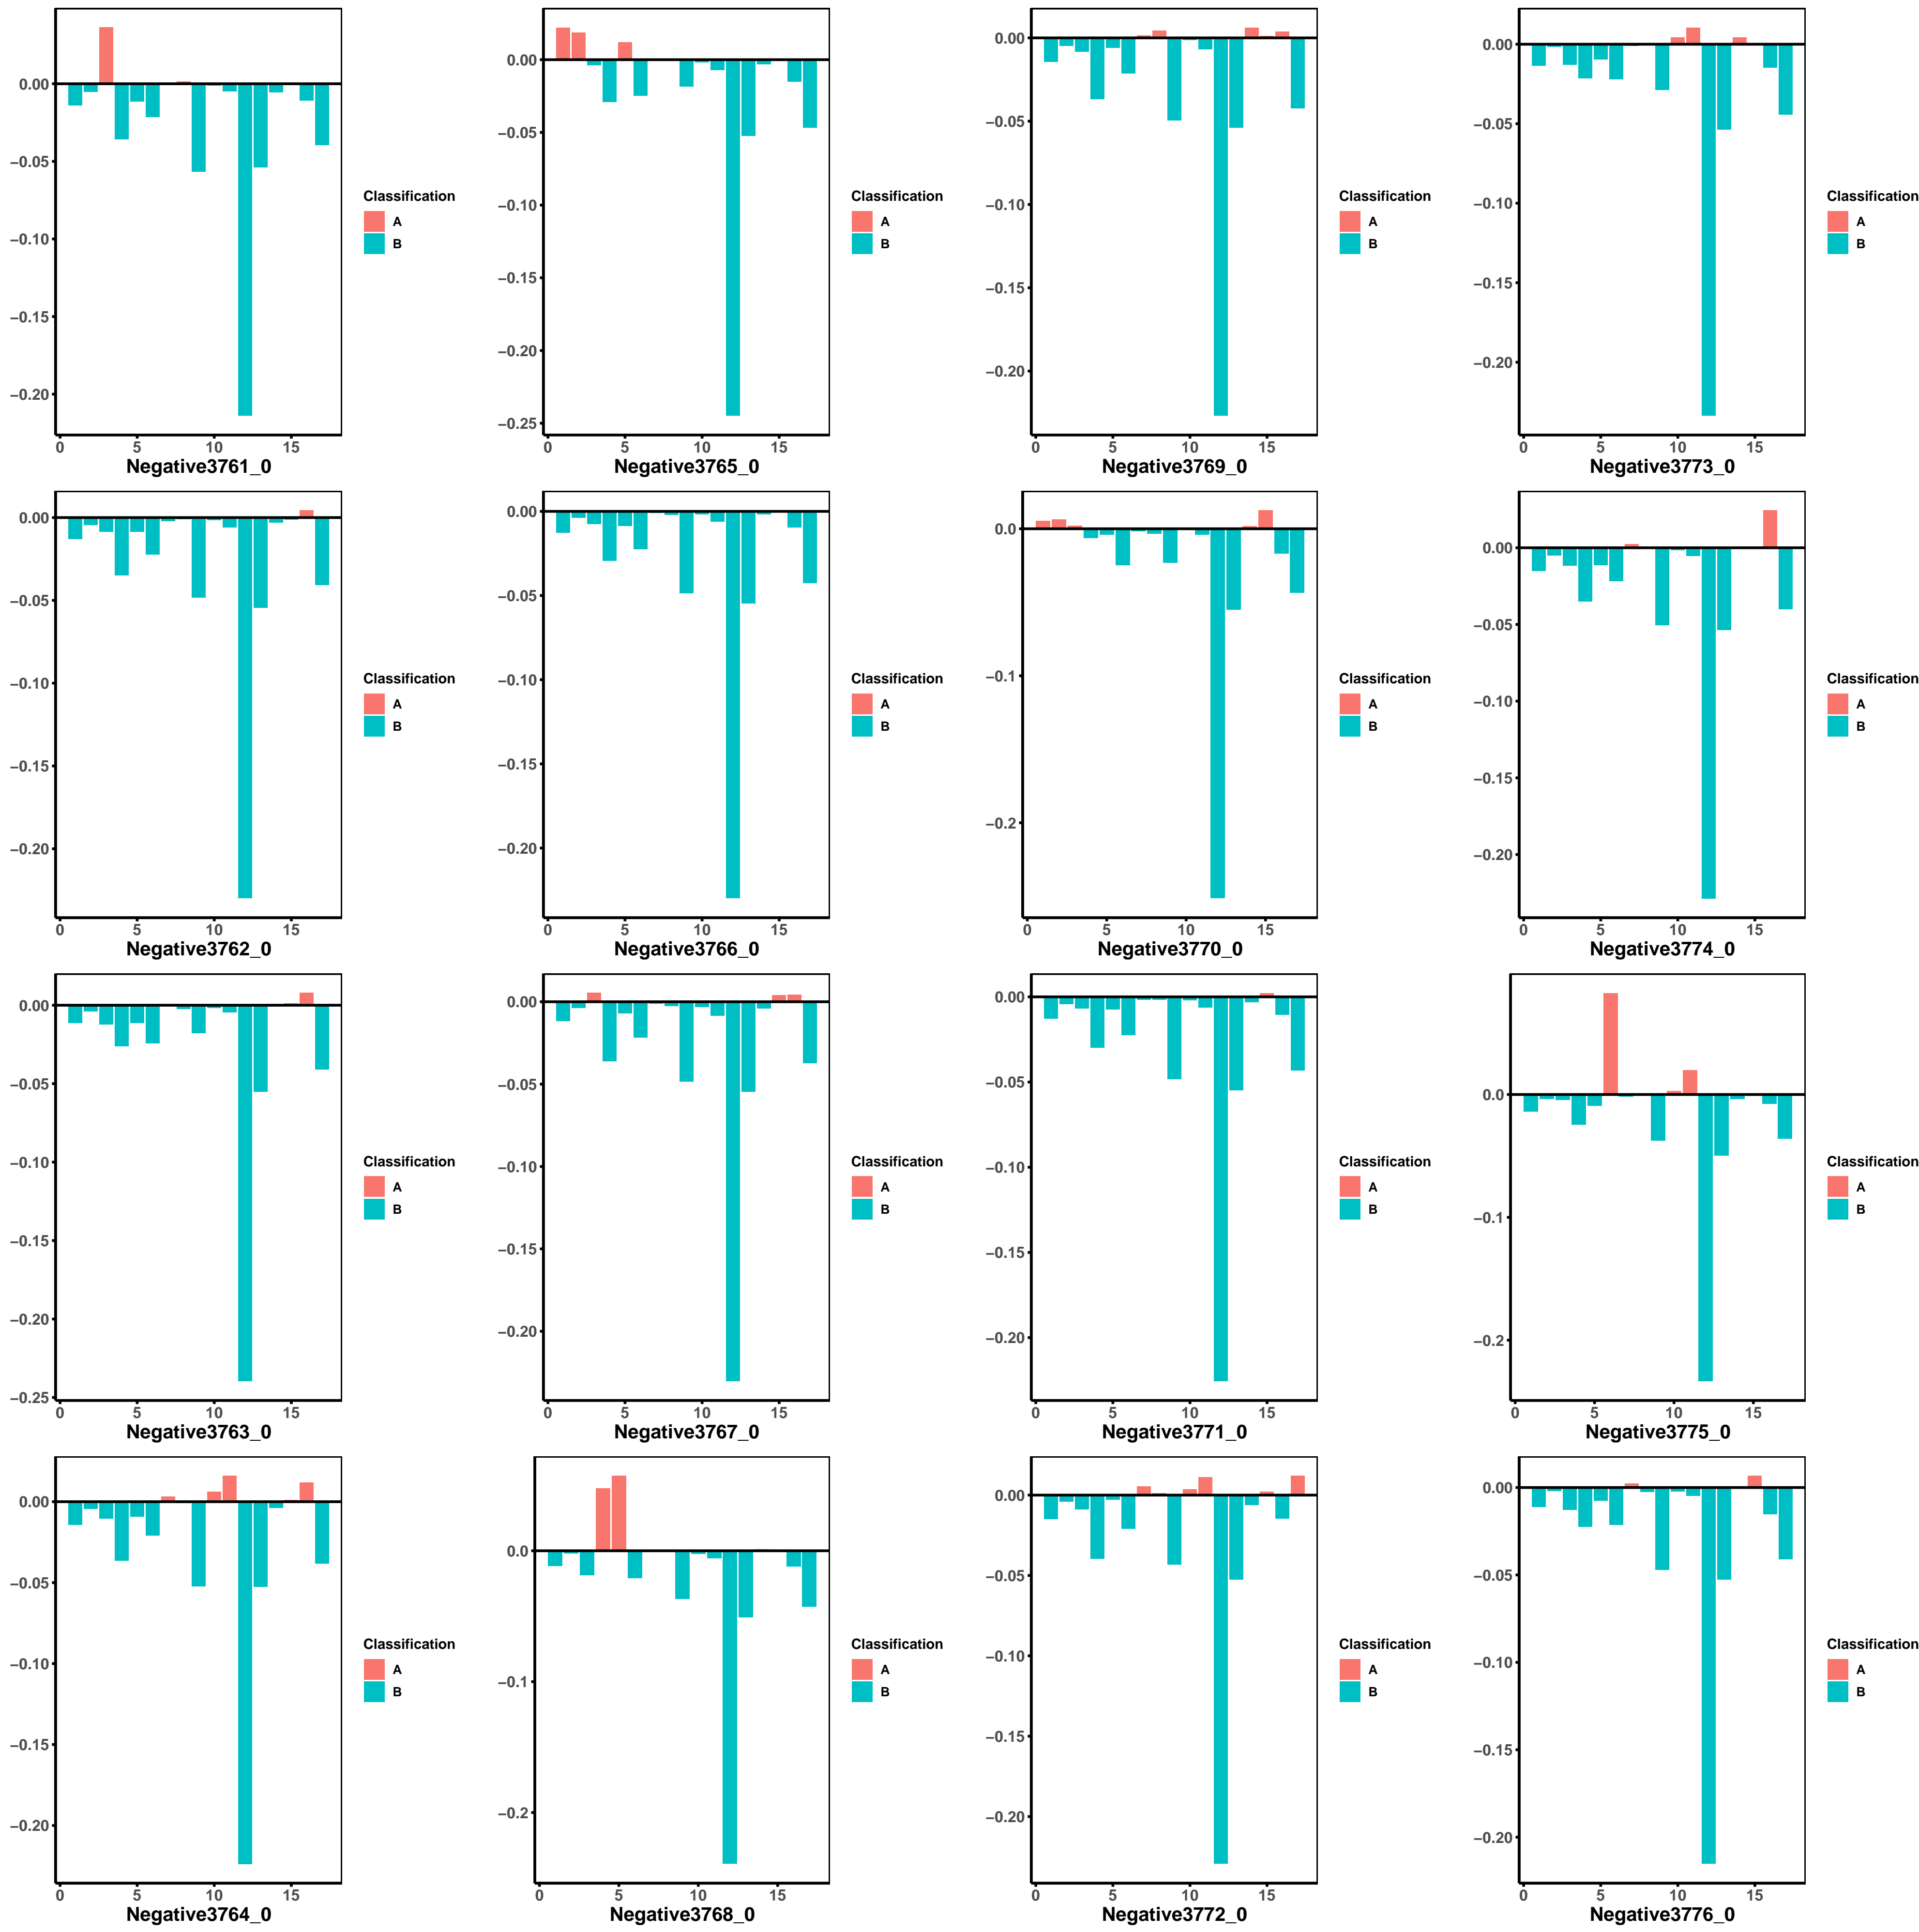 0.00
−0.05
−0.10
−0.15
−0.20
0 5 10 15
Negative3761_0
Classification
A
B
0.00
−0.05
−0.10
−0.15
−0.20
−0.25
0 5 10 15
Negative3765_0
Classification
A
B
0.00
−0.05
−0.10
−0.15
−0.20
0 5 10 15
Negative3769_0
Classification
A
B
0.00
−0.05
−0.10
−0.15
−0.20
0 5 10 15
Negative3773_0
Classification
A
B
0.00
−0.05
−0.10
−0.15
−0.20
0 5 10 15
Negative3762_0
Classification
A
B
0.00
−0.05
−0.10
−0.15
−0.20
0 5 10 15
Negative3766_0
Classification
A
B
0.0
−0.1
−0.2
0 5 10 15
Negative3770_0
Classification
A
B
0.00
−0.05
−0.10
−0.15
−0.20
0 5 10 15
Negative3774_0
Classification
A
B
0.00
−0.05
−0.10
−0.15
−0.20
−0.25
0 5 10 15
Negative3763_0
Classification
A
B
0.00
−0.05
−0.10
−0.15
−0.20
0 5 10 15
Negative3767_0
Classification
A
B
0.00
−0.05
−0.10
−0.15
−0.20
0 5 10 15
Negative3771_0
Classification
A
B
0.0
−0.1
−0.2
0 5 10 15
Negative3775_0
Classification
A
B
0.00
−0.05
−0.10
−0.15
−0.20
0 5 10 15
Negative3764_0
Classification
A
B
0.0
−0.1
−0.2
0 5 10 15
Negative3768_0
Classification
A
B
0.00
−0.05
−0.10
−0.15
−0.20
0 5 10 15
Negative3772_0
Classification
A
B
0.00
−0.05
−0.10
−0.15
−0.20
0 5 10 15
Negative3776_0
Classification
A
B